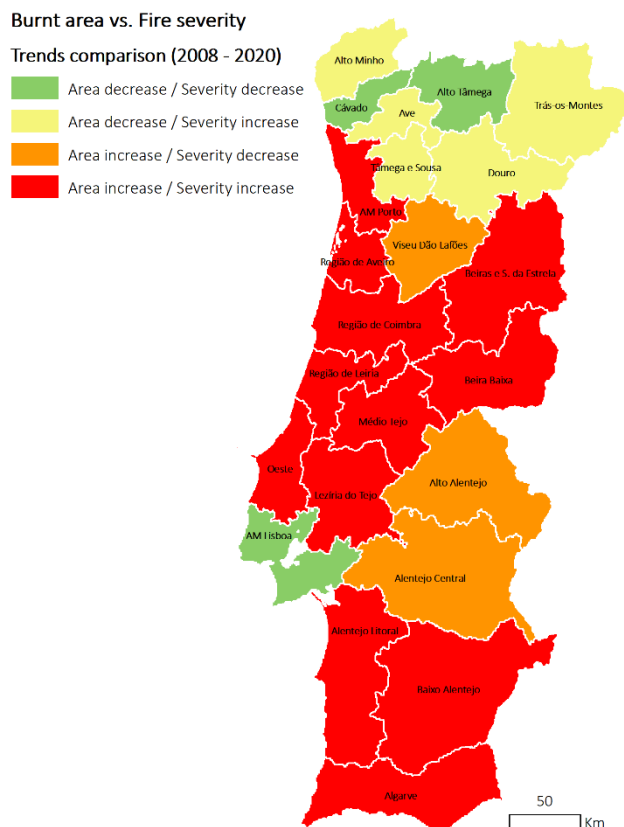 Burnt area vs. Fire severity
Trends comparison (2008 - 2020)
Area decrease / Severity decrease
Area decrease / Severity increase
Area increase / Severity decrease
Area increase / Severity increase
Alto Minho
Cávado
Alto Tâmega
Trás-os-Montes
Ave
Tâmega e Sousa
Douro
AM Porto
Viseu Dão Lafões
Região de Aveiro
Beiras e S. da Estrela
Região de Coimbra
Região de Leiria
Beira Baixa
Médio Tejo
Oeste
Alto Alentejo
Lezíria do Tejo
AM Lisboa
Alentejo Central
Alentejo Litoral
Baixo Alentejo
Algarve
50
Km